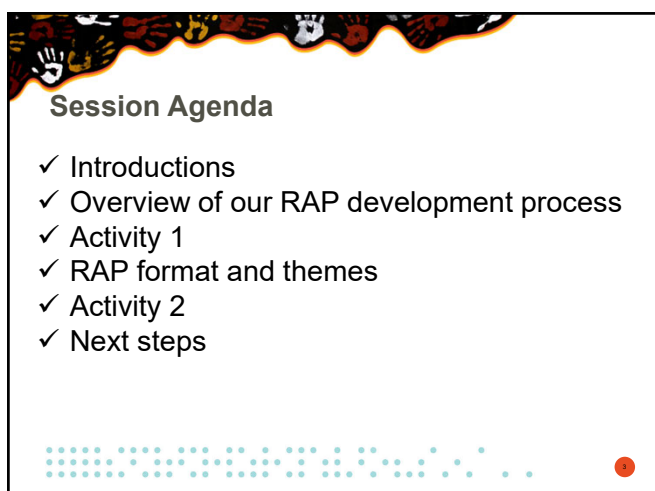 Session Agenda
✓ Introductions
✓ Overview of our RAP development process
✓ Activity 1
✓ RAP format and themes
✓ Activity 2
✓ Next steps
3